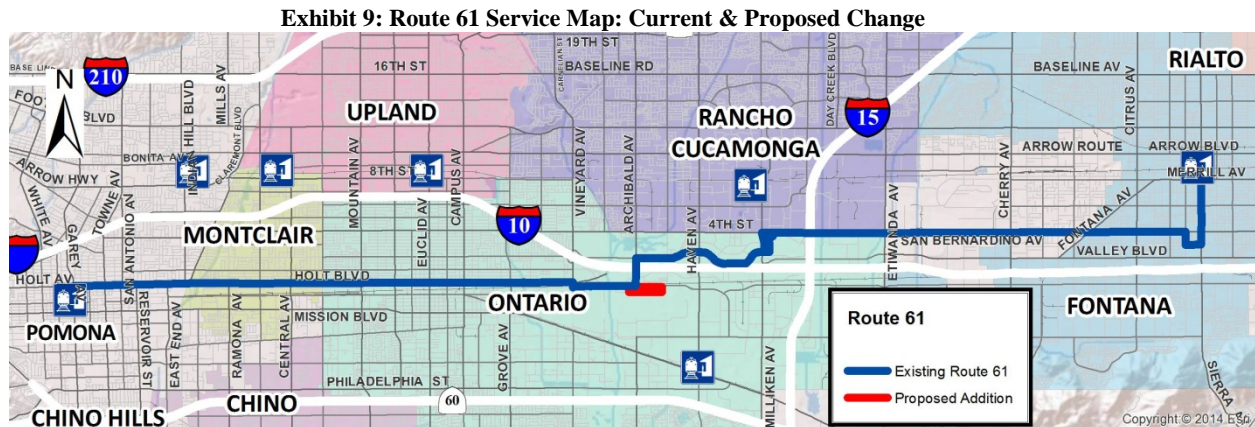 Exhibit 9: Route 61 Service Map: Current & Proposed Change
19TH ST
BASE LINE
210
16TH ST
BASELINE RD
CARNELIAN ST
DAY CREEK BLVD
BASELINE AV
RIALTO
N
MILLS AV
INDIAN HILL BLVD
CLAREMONT BLVD
UPLAND
RANCHO
CUCAMONGA
15
CITRUS AV
BLVD
BONITA AV
ARROW HWY
8TH ST
ARROW ROUTE
ARROW BLVD
MERRILL AV
WHITE AV
GAREY
AV
TOWNE AV
SAN ANTONIO AV
MONTCLAIR
MOUNTAIN AV
EUCLID AV
CAMPUS AV
10
VINEYARD AV
ARCHIBALD AV
HAVEN AV
4TH ST
ETIWANDA AV
CHERRY AV
FONTANA AV
SAN BERNARDINO AV
VALLEY BLVD
HOLT AV
HOLT BLVD
POMONA
RESERVOIR ST
EAST END AV
RAMONA AV
CENTRAL AV
MISSION BLVD
ONTARIO
GROVE AV
MILLIKEN AV
FONTANA
PHILADELPHIA ST
60
CHINO HILLS
CHINO
Route 61
Existing Route 61
Proposed Addition
Copyright:© 2014 Esri